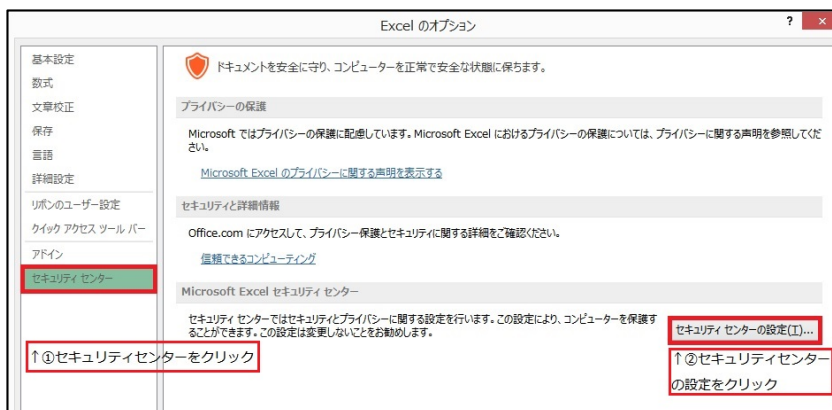 Excel のオプション
? ×
基本設定
数式
文章校正
保存
言語
詳細設定
リボンのユーザー設定
クイック アクセス ツール バー
アドイン
セキュリティ センター
ドキュメントを安全に守り、コンピューターを正常で安全な状態に保ちます。
プライバシーの保護
Microsoft ではプライバシーの保護に配慮しています。Microsoft Excel におけるプライバシーの保護については、プライバシーに関する声明を参照してくだ
さい。
Microsoft Excel のプライバシーに関する声明を表示する
セキュリティと詳細情報
Office.com にアクセスして、プライバシー保護とセキュリティに関する詳細をご確認ください。
信頼できるコンピューティング
Microsoft Excel セキュリティ センター
セキュリティ センターではセキュリティとプライバシーに関する設定を行います。この設定により、コンピューターを保護す
ることができます。この設定は変更しないことをお勧めします。
セキュリティ センターの設定(T)...
↑①セキュリティセンターをクリック
↑②セキュリティセンター
の設定をクリック